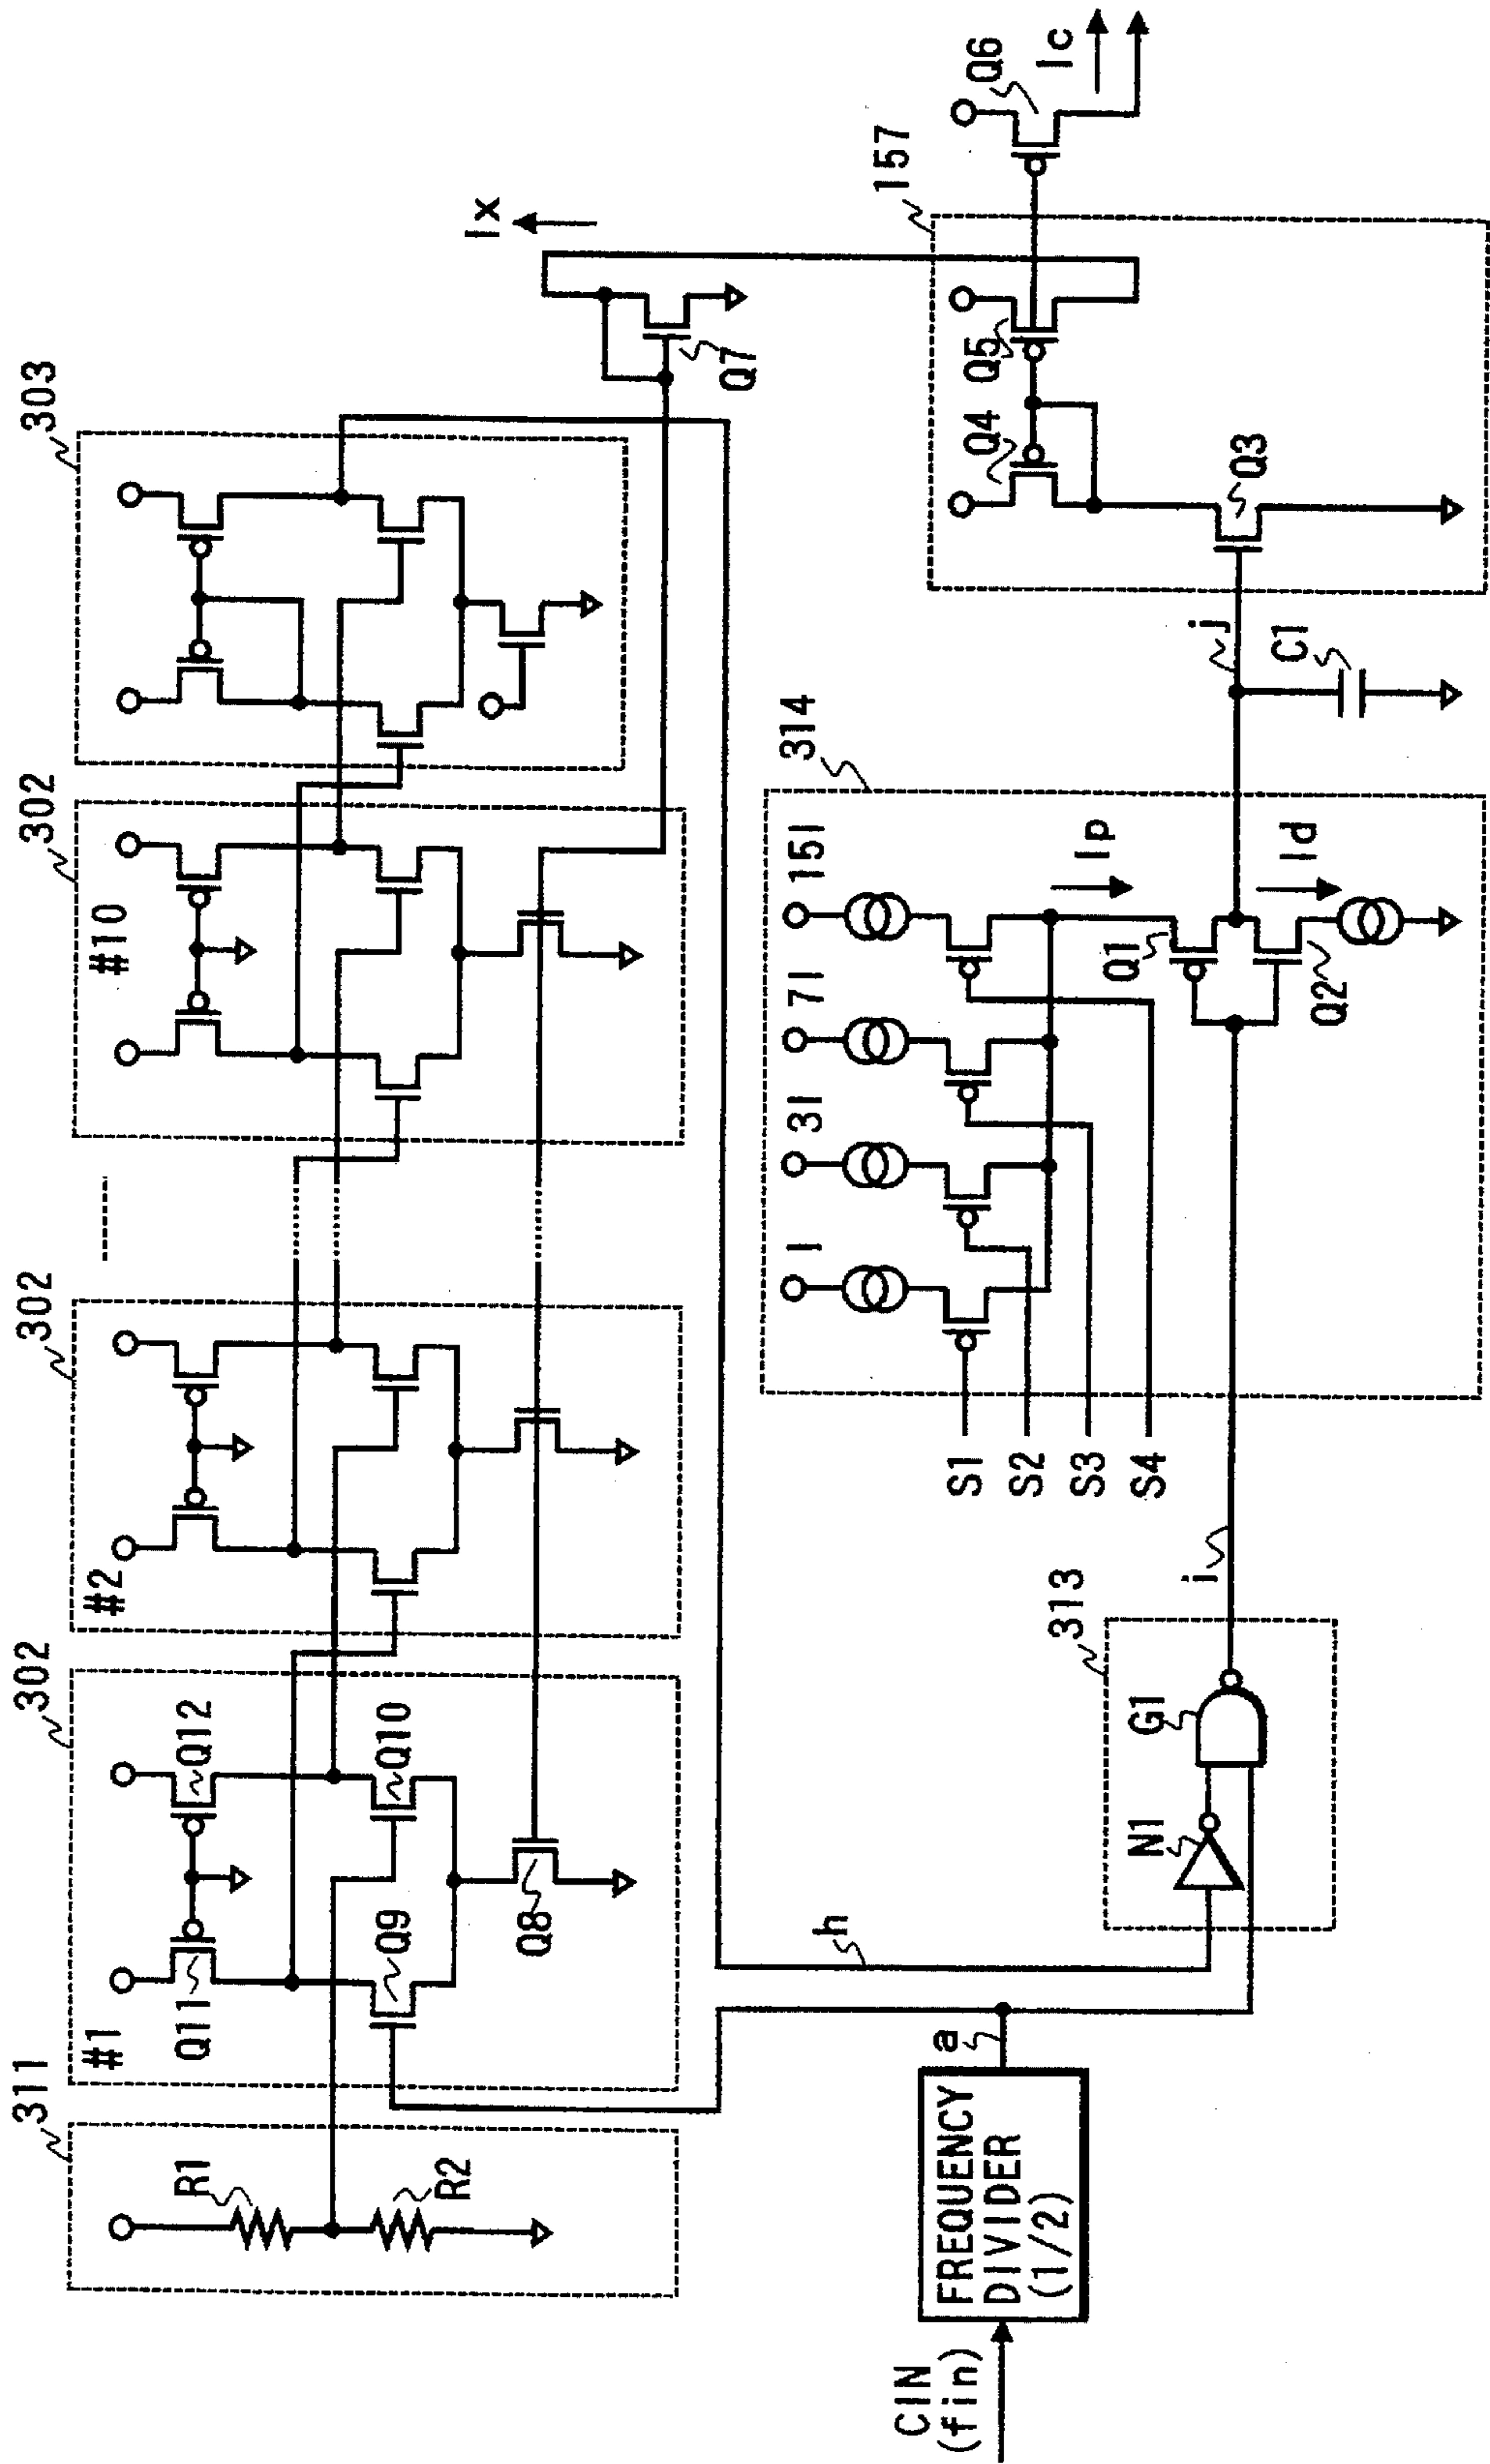 311
R1
R2
302
#1
Q11
Q12
Q9
Q10
Q8
302
#2
302
#10
303
Ix
Q7
CIN
(fin)
FREQUENCY
DIVIDER
(1/2)
a
h
313
N1
G1
i
S1
S2
S3
S4
314
I
3I
7I
15I
Ip
Id
Q1
Q2
j
C1
157
Q4
Q5
Q3
Q6
Ic